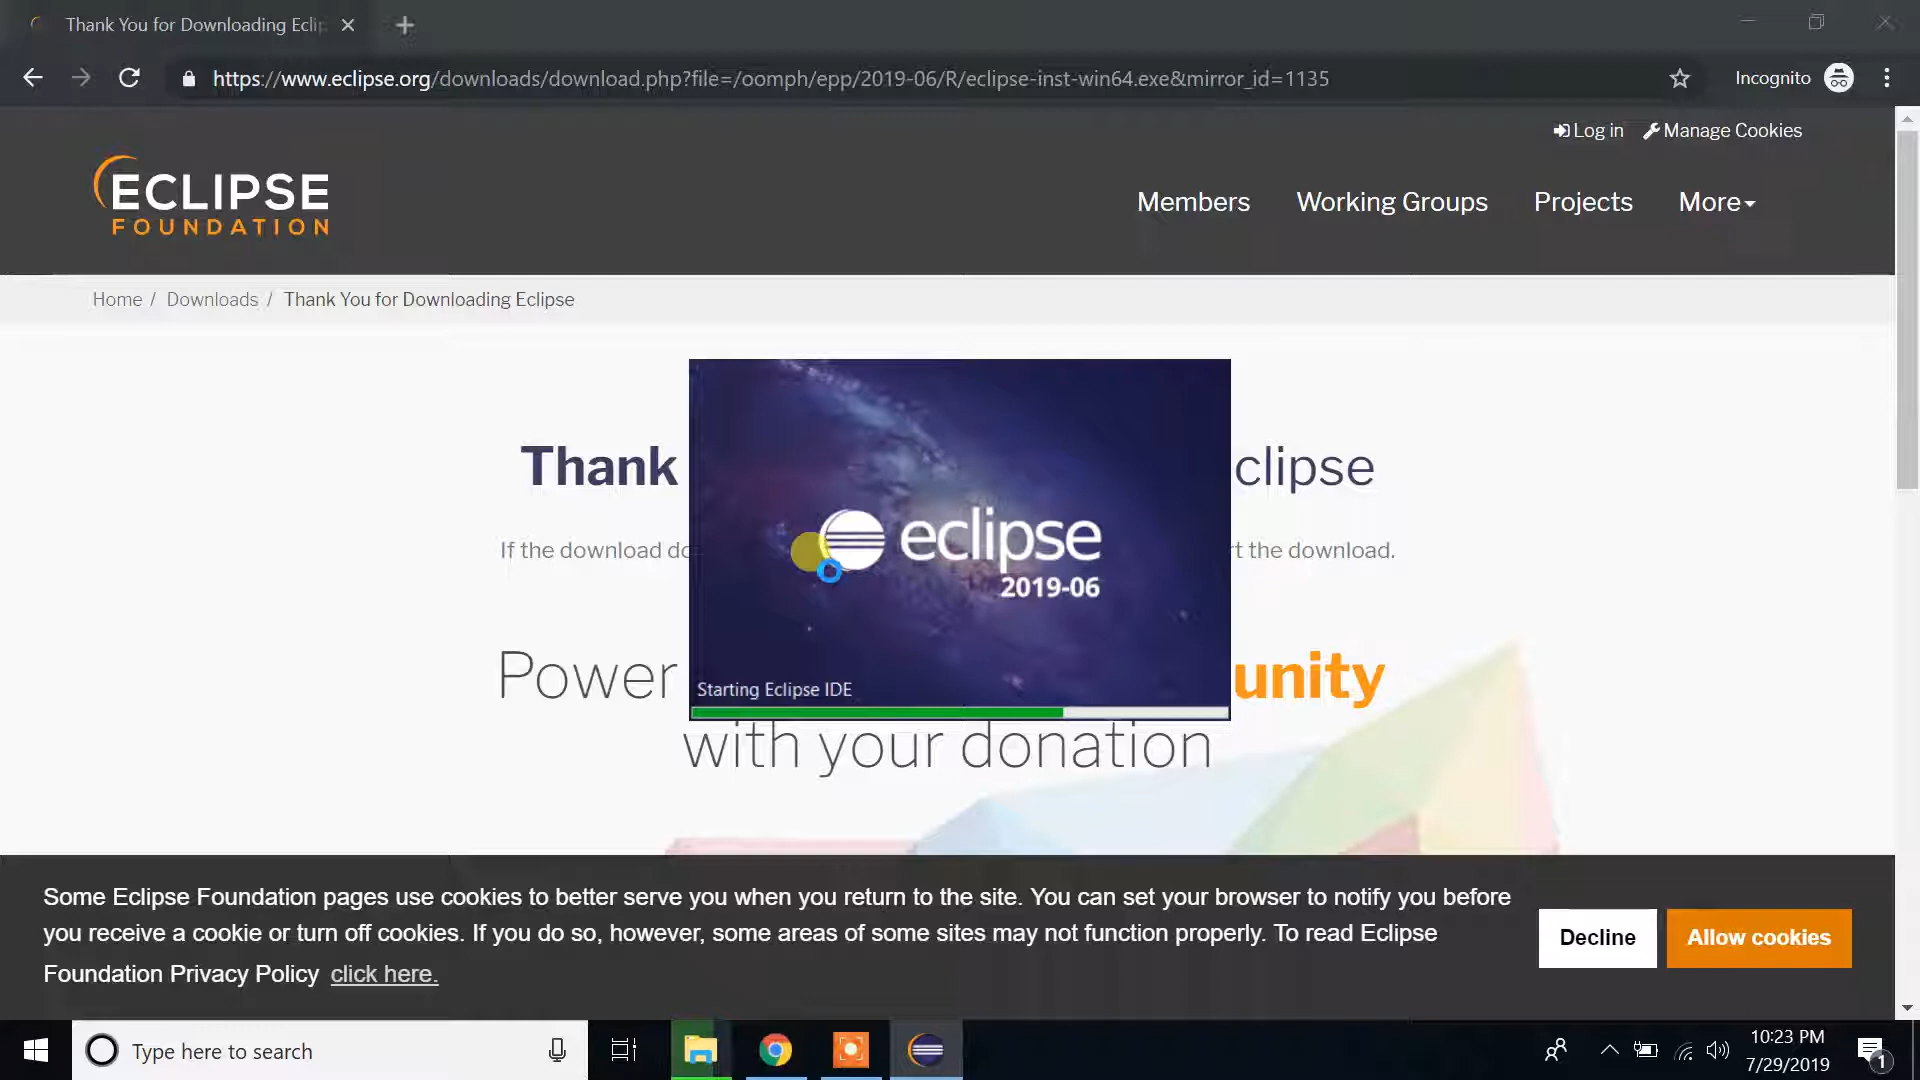 Thank You for Downloading Eclip
https://www.eclipse.org/downloads/download.php?file=/oomph/epp/2019-06/R/eclipse-inst-win64.exe&mirror_id=1135
Incognito
Log in
Manage Cookies
ECLIPSE
FOUNDATION
Members
Working Groups
Projects
More
Home / Downloads / Thank You for Downloading Eclipse
Thank
clipse
If the download do
t the download.
eclipse
2019-06
Power
unity
Starting Eclipse IDE
with your donation
Some Eclipse Foundation pages use cookies to better serve you when you return to the site. You can set your browser to notify you before
you receive a cookie or turn off cookies. If you do so, however, some areas of some sites may not function properly. To read Eclipse
Foundation Privacy Policy click here.
Decline
Allow cookies
Type here to search
10:23 PM
7/29/2019
1